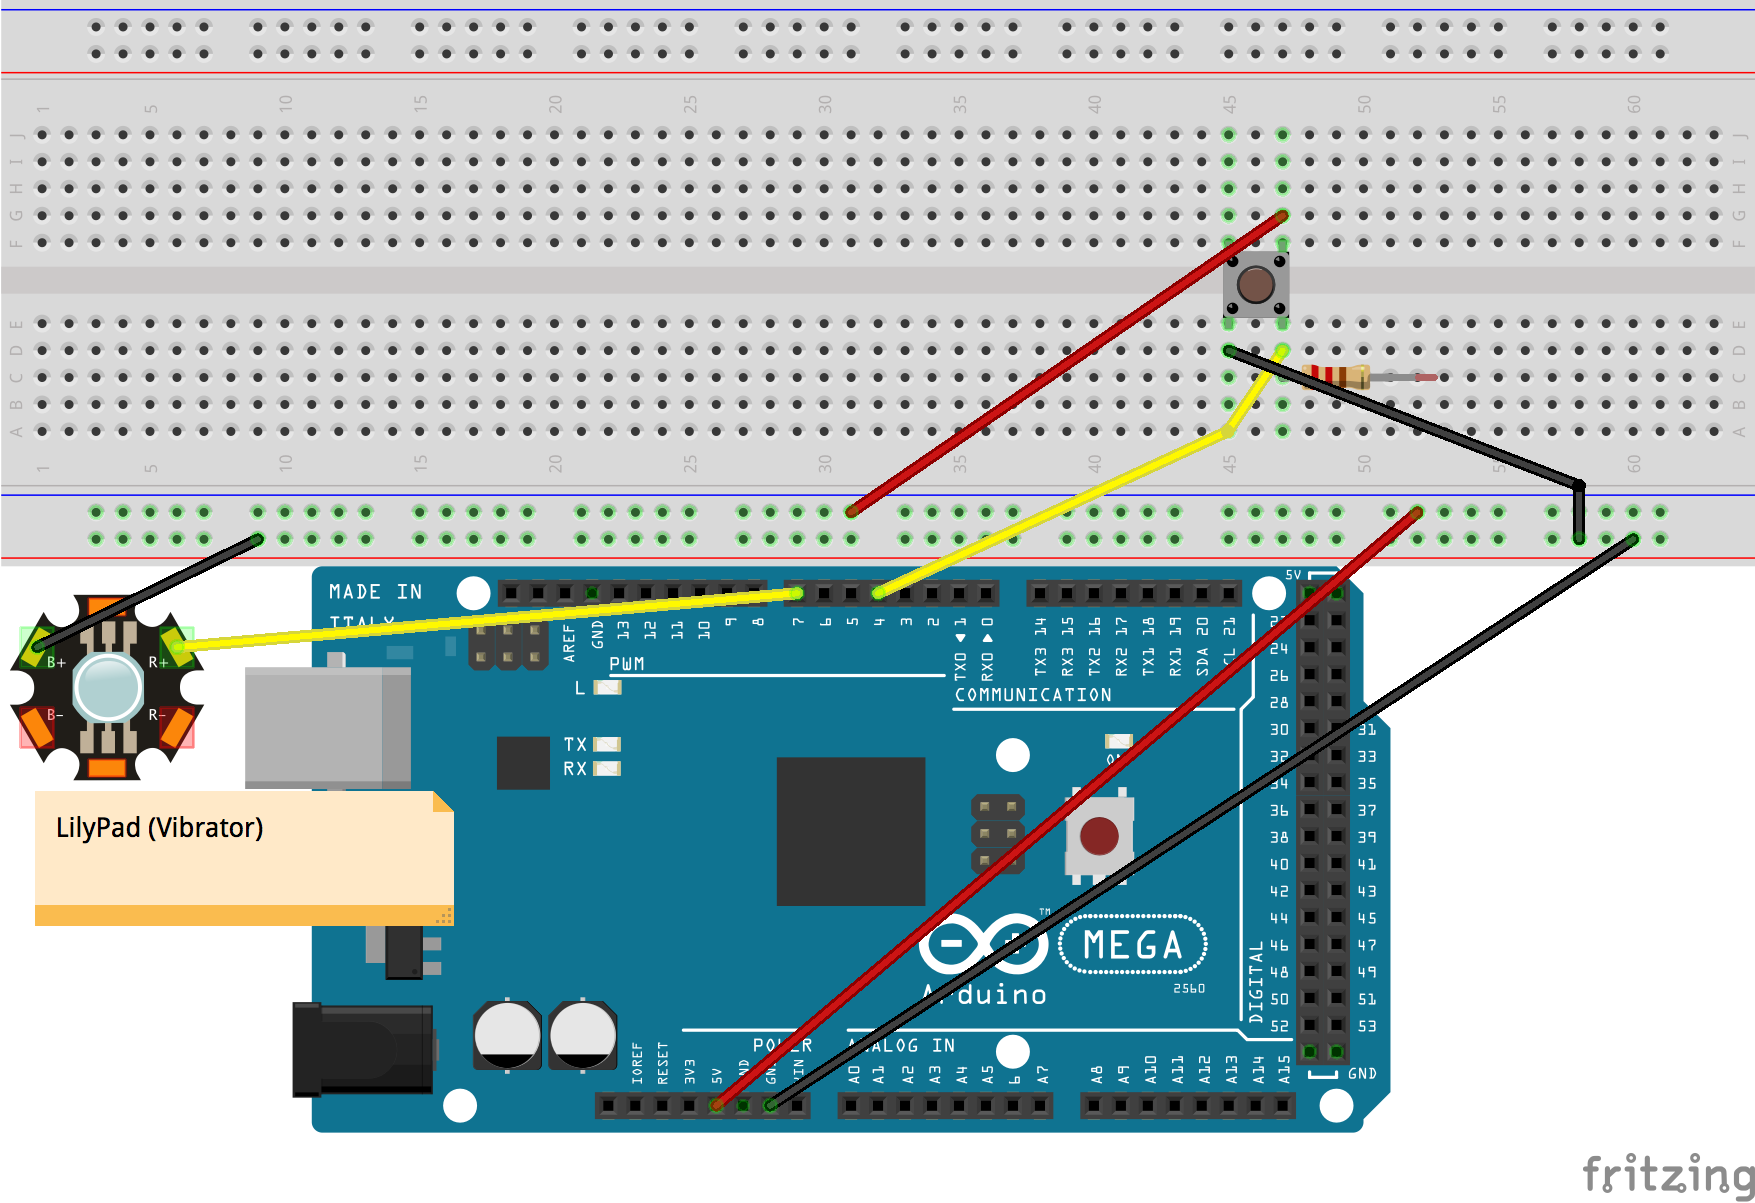 1 5 10 15 20 25 30 35 40 45 50 55 60
J J
I I
H H
G G
F F
E E
D D
C C
B B
A A
1 5 10 15 20 25 30 35 40 45 50 55 60
MADE IN
ITALY
AREF GND 13 12 11 10 9 8 7 6 5 4 3 2 TX0 1 RX0 0
TX3 14 RX3 15 TX2 16 RX2 17 TX1 18 RX1 19 SDA 20 SCL 21
5V
PWM
COMMUNICATION
L
TX
RX
ON
B+ R+
B- R-
LilyPad (Vibrator)
24
26
28
30 31
32 33
34 35
36 37
38 39
40 41
42 43
44 45
46 47
48 49
50 51
52 53
DIGITAL
GND
TM
MEGA
2560
Arduino
POWER
ANALOG IN
IOREF RESET 3V3 5V GND GND VIN
A0 A1 A2 A3 A4 A5 6 A7
A8 A9 A10 A11 A12 A13 A14 A15
fritzing